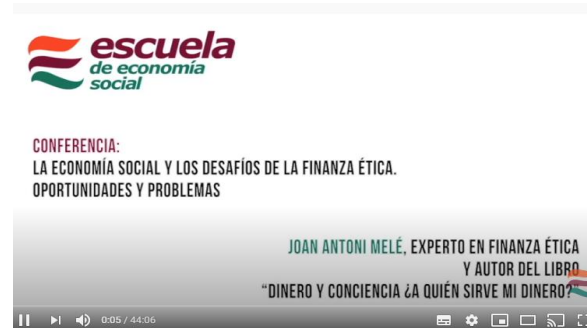 escuela
de economía
social
CONFERENCIA:
LA ECONOMÍA SOCIAL Y LOS DESAFÍOS DE LA FINANZA ÉTICA.
OPORTUNIDADES Y PROBLEMAS
JOAN ANTONI MELÉ, EXPERTO EN FINANZA ÉTICA
Y AUTOR DEL LIBRO
“DINERO Y CONCIENCIA ¿A QUIÉN SIRVE MI DINERO?”
0:05 / 44:06